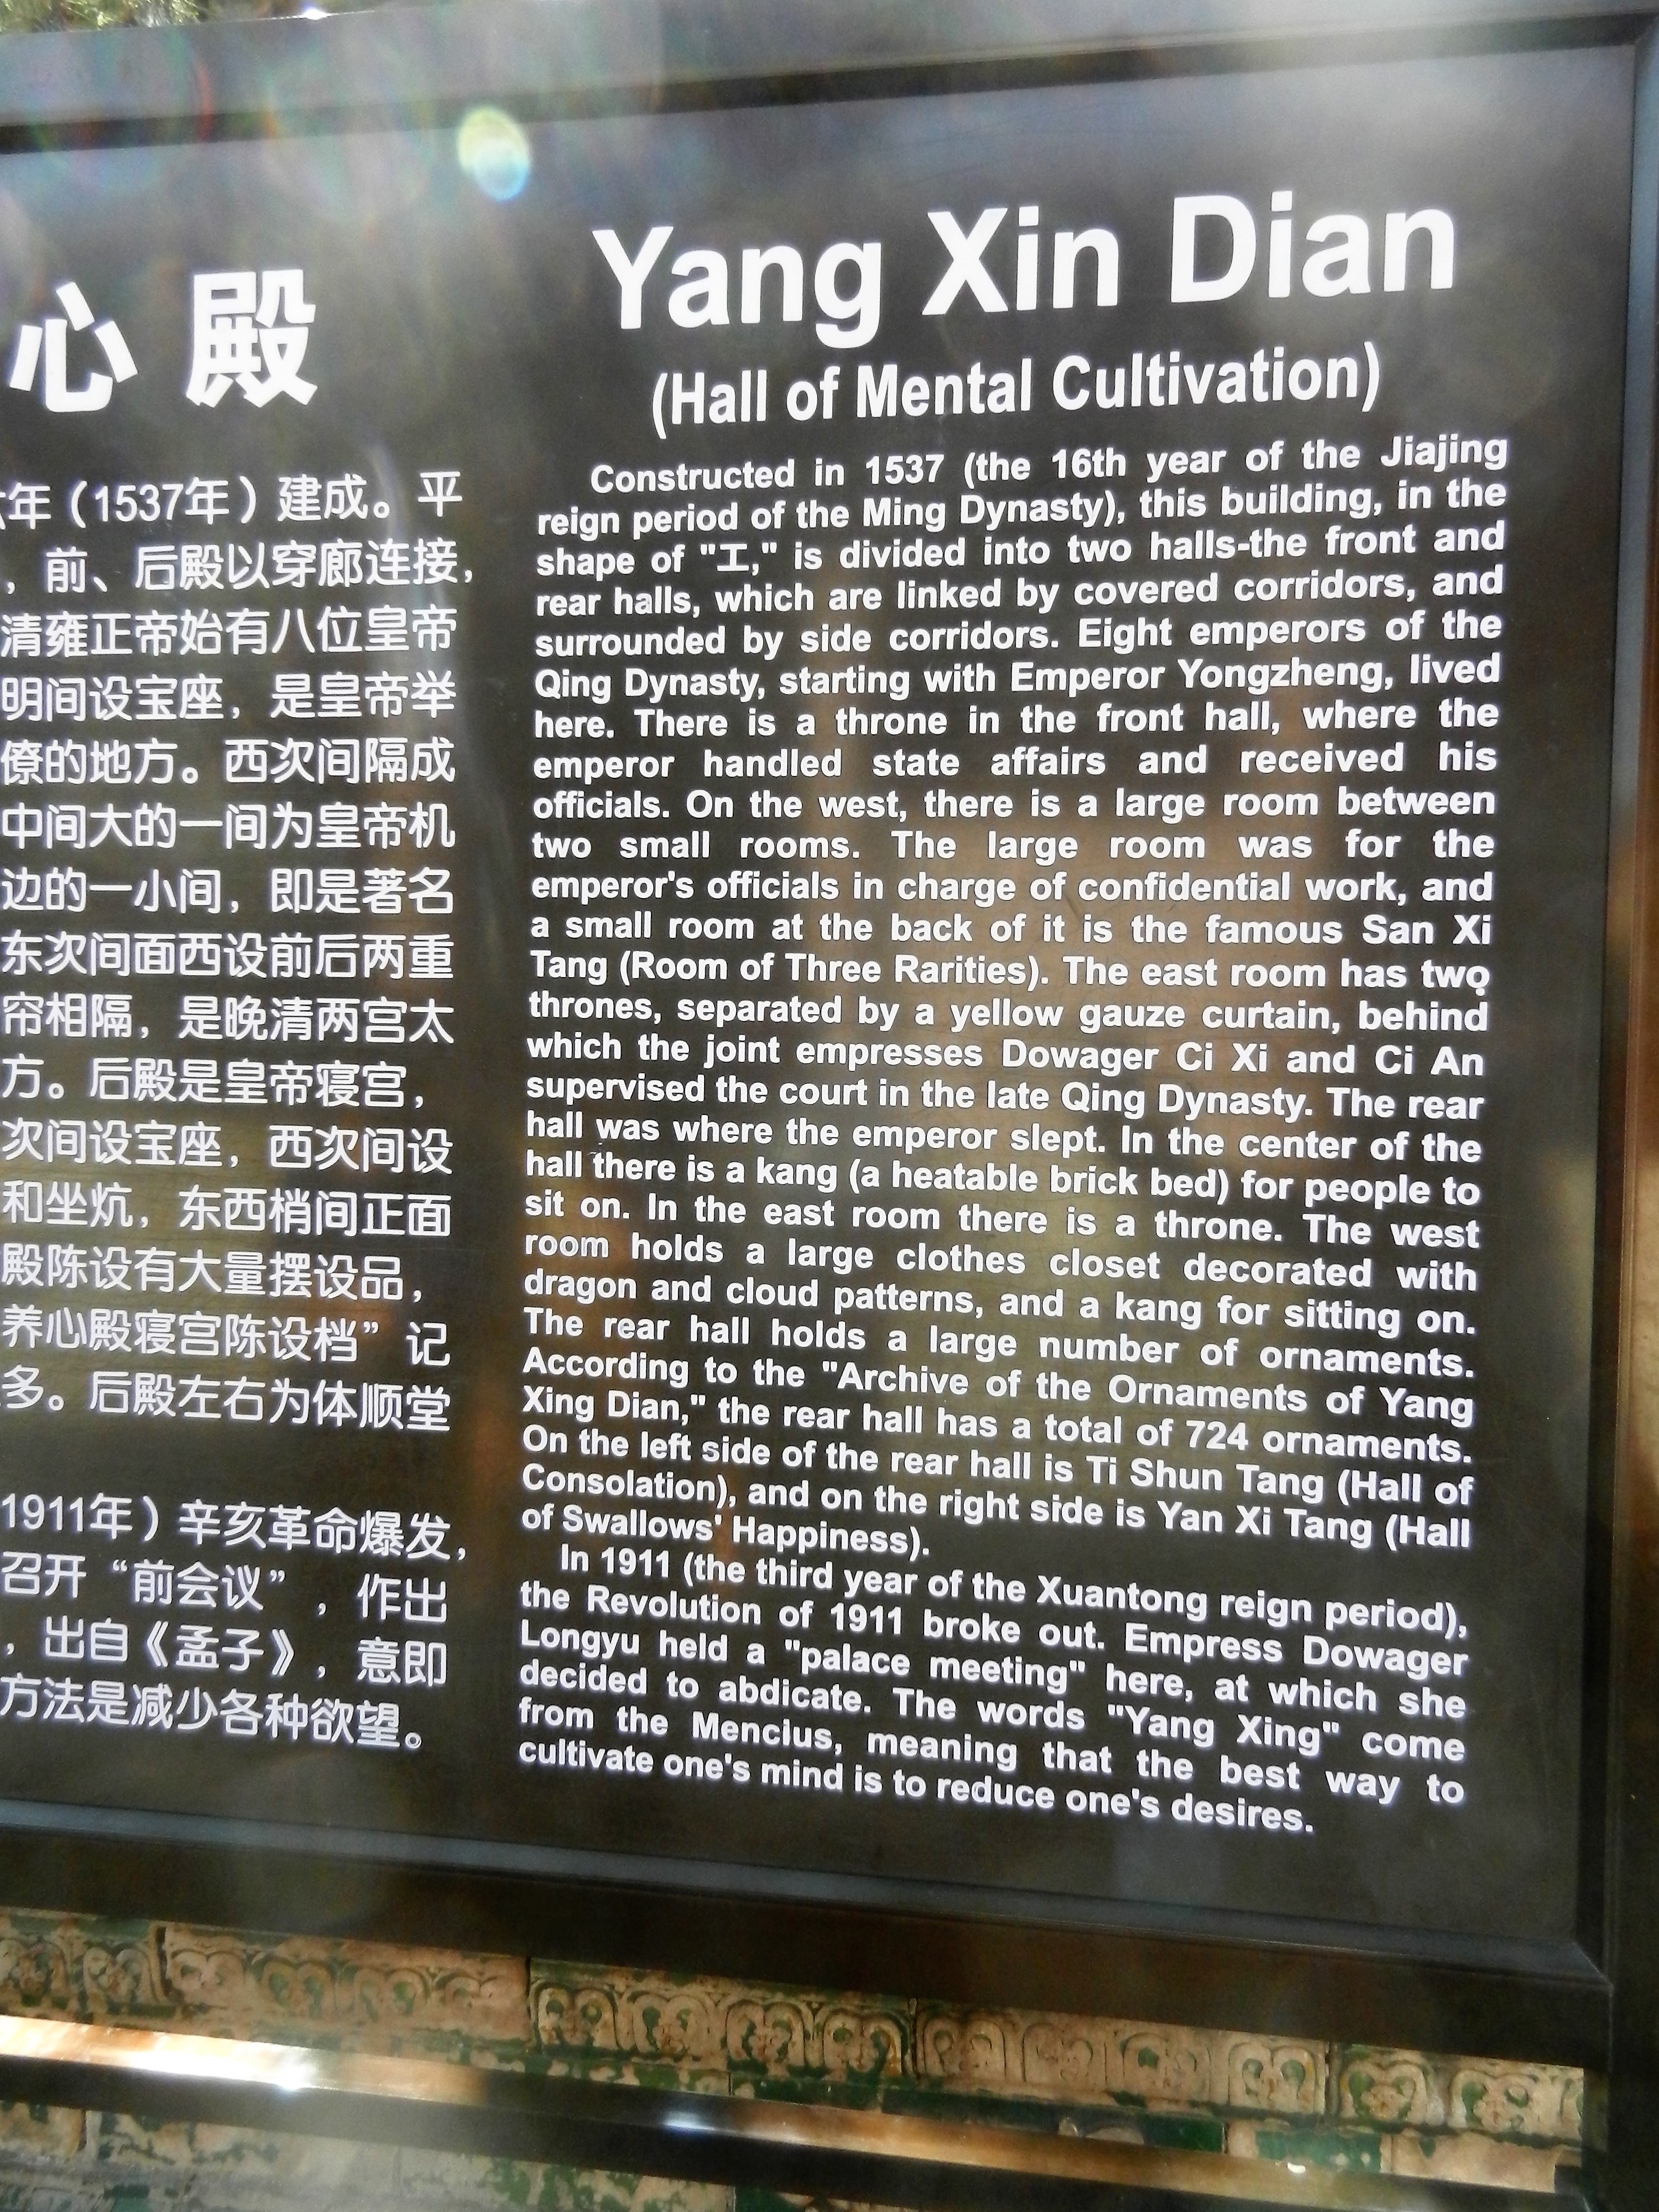 心殿
年（1537年）建成。平
，前、后殿以穿廊连接，
清雍正帝始有八位皇帝
明间设宝座，是皇帝举
僚的地方。西次间隔成
中间大的一间为皇帝机
边的一小间，即是著名
东次间面西设前后两重
帘相隔，是晚清两宫太
方。后殿是皇帝寝宫，
次间设宝座，西次间设
和坐炕，东西梢间正面
殿陈设有大量摆设品，
养心殿寝宫陈设档”记
多。后殿左右为体顺堂
1911年）辛亥革命爆发，
召开“前会议”，作出
，出自《孟子》，意即
方法是减少各种欲望。
Yang Xin Dian
(Hall of Mental Cultivation)
Constructed in 1537 (the 16th year of the Jiajing
reign period of the Ming Dynasty), this building, in the
shape of "工," is divided into two halls-the front and
rear halls, which are linked by covered corridors, and
surrounded by side corridors. Eight emperors of the
Qing Dynasty, starting with Emperor Yongzheng, lived
here. There is a throne in the front hall, where the
emperor handled state affairs and received his
officials. On the west, there is a large room between
two small rooms. The large room was for the
emperor's officials in charge of confidential work, and
a small room at the back of it is the famous San Xi
Tang (Room of Three Rarities). The east room has two
thrones, separated by a yellow gauze curtain, behind
which the joint empresses Dowager Ci Xi and Ci An
supervised the court in the late Qing Dynasty. The rear
hall was where the emperor slept. In the center of the
hall there is a kang (a heatable brick bed) for people to
sit on. In the east room there is a throne. The west
room holds a large clothes closet decorated with
dragon and cloud patterns, and a kang for sitting on.
The rear hall holds a large number of ornaments.
According to the "Archive of the Ornaments of Yang
Xing Dian," the rear hall has a total of 724 ornaments.
On the left side of the rear hall is Ti Shun Tang (Hall of
Consolation), and on the right side is Yan Xi Tang (Hall
of Swallows' Happiness).
In 1911 (the third year of the Xuantong reign period),
the Revolution of 1911 broke out. Empress Dowager
Longyu held a "palace meeting" here, at which she
decided to abdicate. The words "Yang Xing" come
from the Mencius, meaning that the best way to
cultivate one's mind is to reduce one's desires.